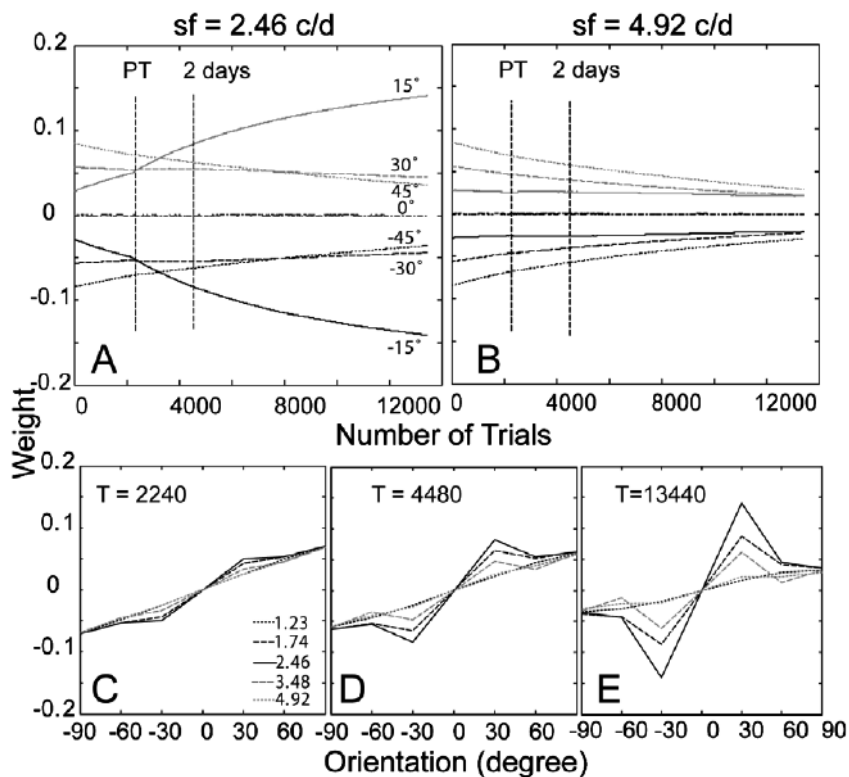 sf = 2.46 c/d
sf = 4.92 c/d
0.2
0.1
0
-0.1
-0.2
PT
2 days
15˚
30˚
45˚
0˚
-45˚
-30˚
-15˚
A
PT
2 days
B
0 4000 8000 12000
0 4000 8000 12000
Number of Trials
Weight,
0.2
0.1
0
-0.1
-0.2
T = 2240
1.23
1.74
2.46
3.48
4.92
C
T = 4480
D
T=13440
E
-90 -60 -30 0 30 60 -90 -60 -30 0 30 60 -90 -60 -30 0 30 60 90
Orientation (degree)